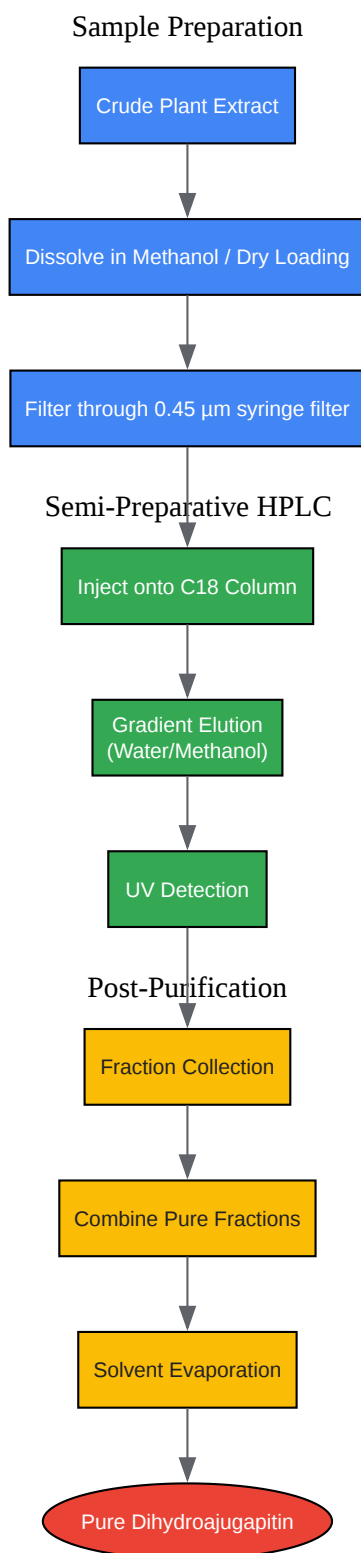 Sample Preparation
Crude Plant Extract
Dissolve in Methanol / Dry Loading
Filter through 0.45 µm syringe filter
Semi-Preparative HPLC
Inject onto C18 Column
Gradient Elution
(Water/Methanol)
UV Detection
Post-Purification
Fraction Collection
Combine Pure Fractions
Solvent Evaporation
Pure Dihydroajugapitin